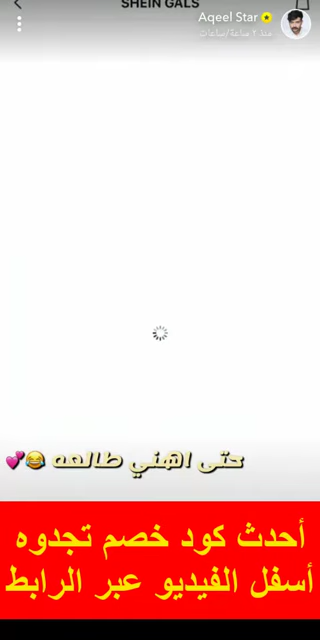 SHEIN GALS
Aqeel Star
منذ ٢ ساعة/ساعات
حتى اهني طالعه 😂💕
أحدث كود خصم تجدوه
أسفل الفيديو عبر الرابط